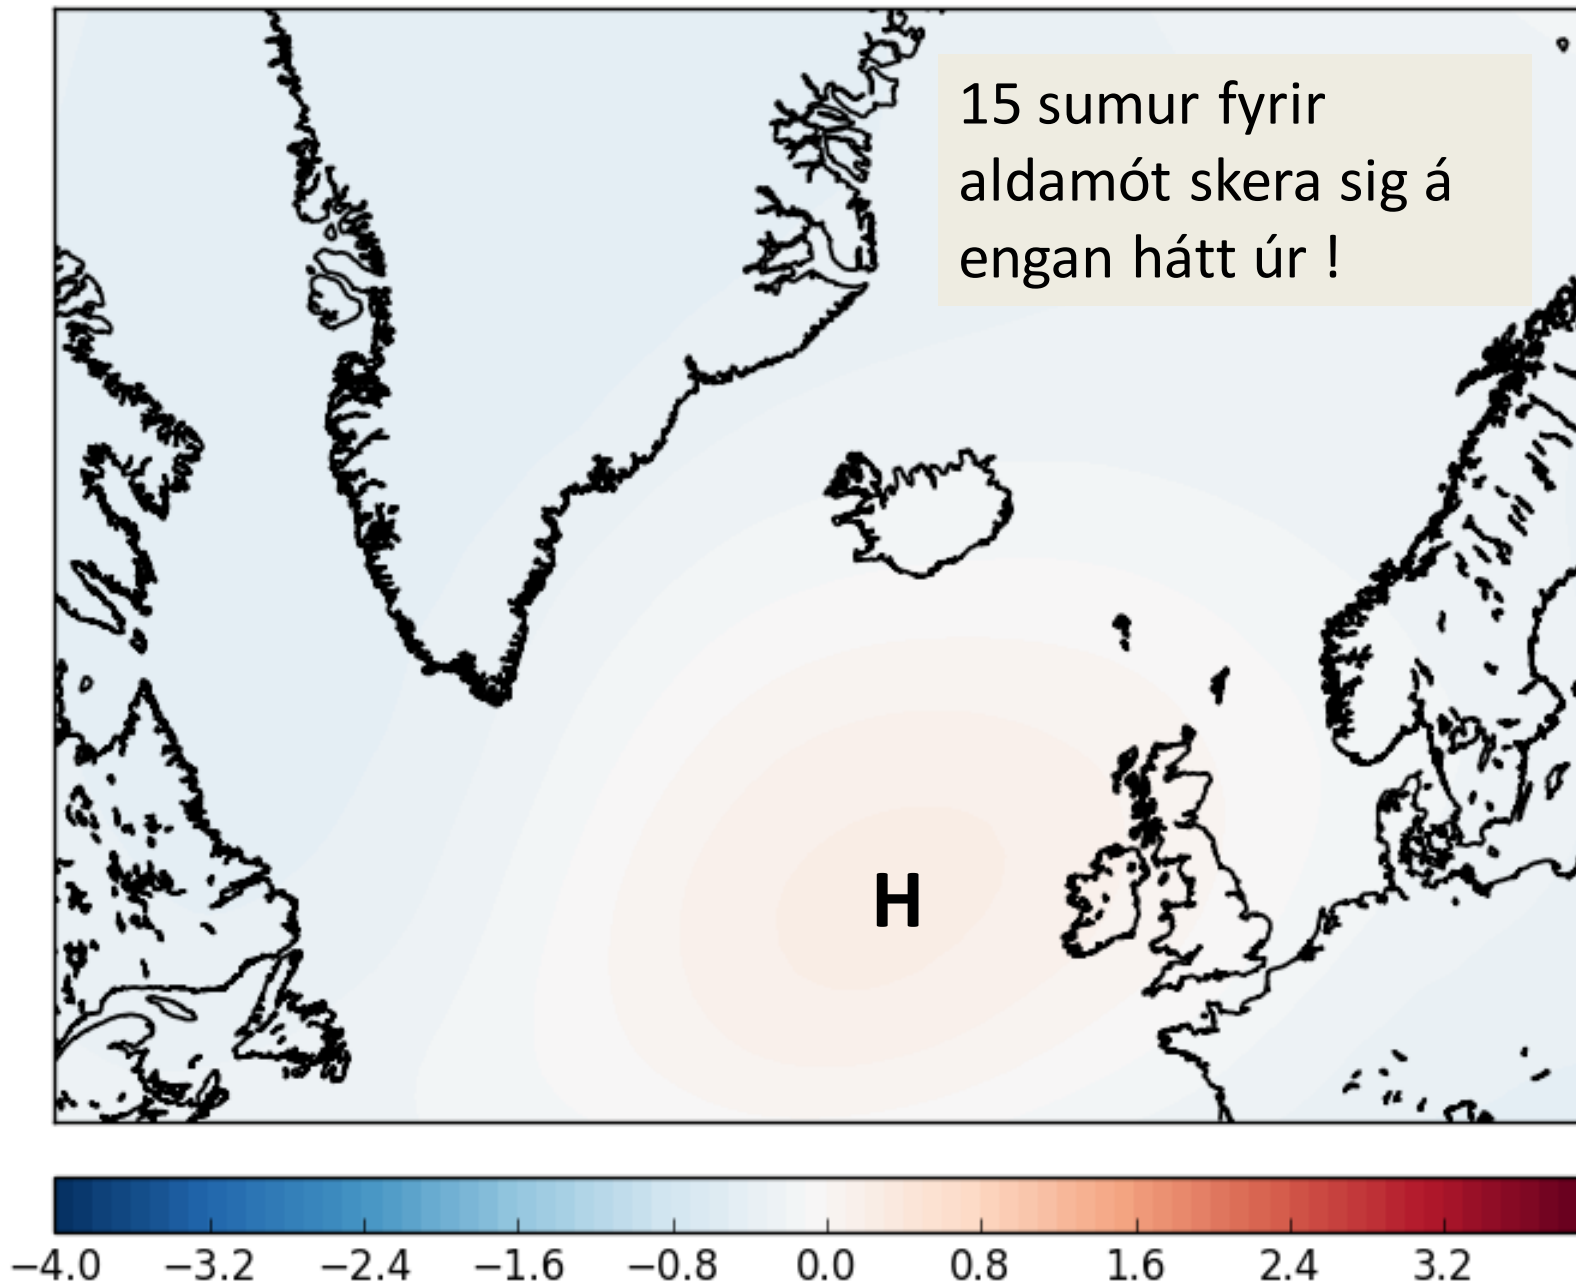 15 sumur fyrir
aldamót skera sig á
engan hátt úr !
H
−4.0 −3.2 −2.4 −1.6 −0.8 0.0 0.8 1.6 2.4 3.2